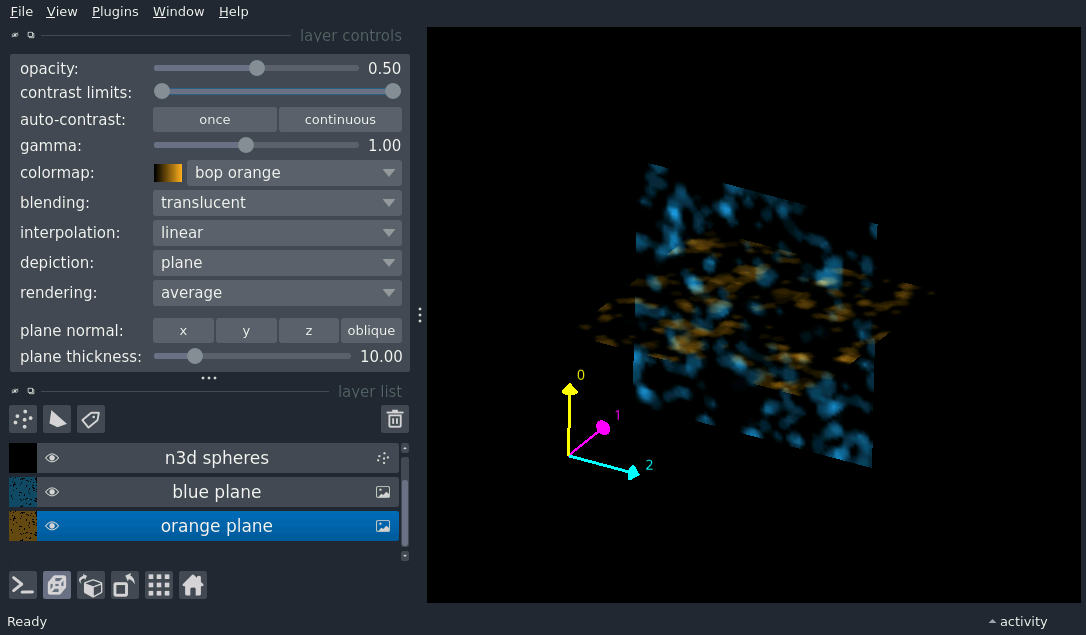 File View Plugins Window Help
layer controls
opacity: 0.50
contrast limits:
auto-contrast: once continuous
gamma: 1.00
colormap: bop orange
blending: translucent
interpolation: linear
depiction: plane
rendering: average
plane normal: x y z oblique
plane thickness: 10.00
layer list
n3d spheres
blue plane
orange plane
0
1
2
Ready
activity